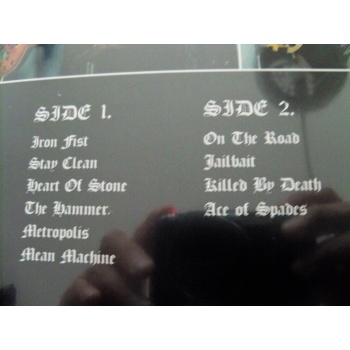 SIDE 1.
Iron Fist
Stay Clean
Heart Of Stone
The Hammer.
Metropolis
Mean Machine
SIDE 2.
On The Road
Jailbait
Killed By Death
Ace of Spades